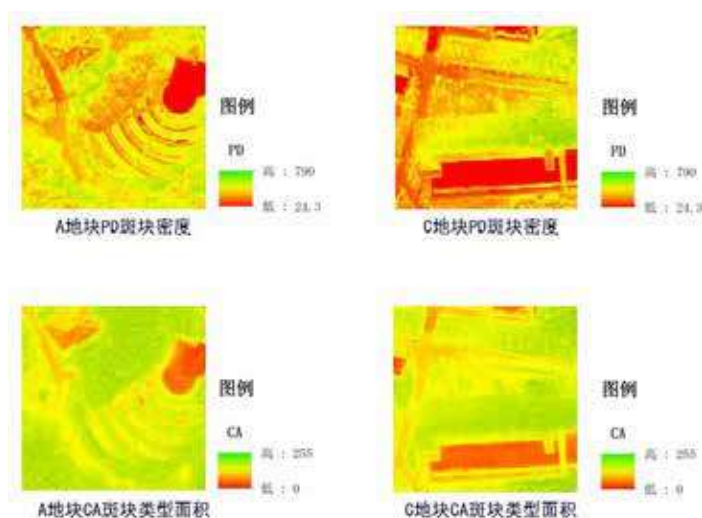 图例
PD
高 : 790
低 : 24.3
A地块PD斑块密度
图例
PD
高 : 790
低 : 24.3
C地块PD斑块密度
图例
CA
高 : 255
低 : 0
A地块CA斑块类型面积
图例
CA
高 : 255
低 : 0
C地块CA斑块类型面积